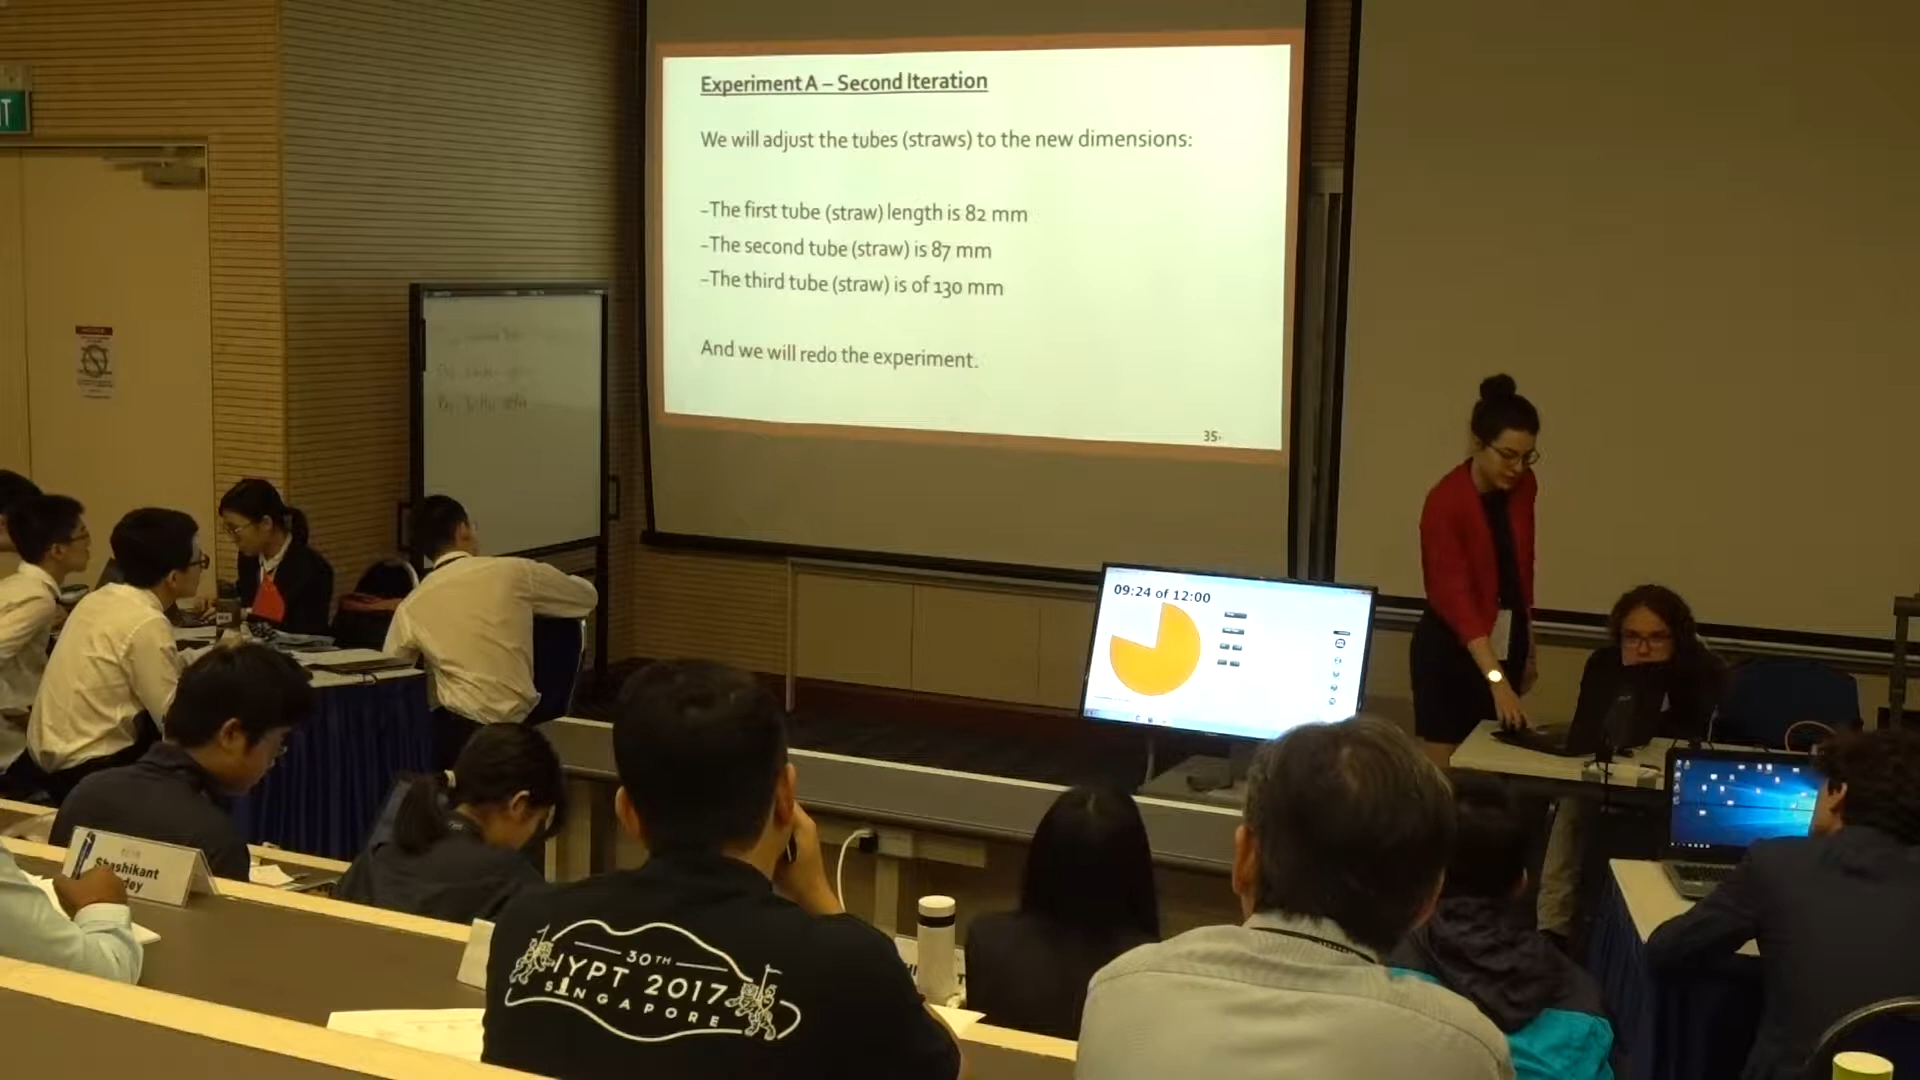 Experiment A – Second Iteration
We will adjust the tubes (straws) to the new dimensions:
-The first tube (straw) length is 82 mm
-The second tube (straw) is 87 mm
-The third tube (straw) is of 130 mm
And we will redo the experiment.
35.
09:24 of 12:00
Shashikant
30TH
IYPT 2017
SINGAPORE